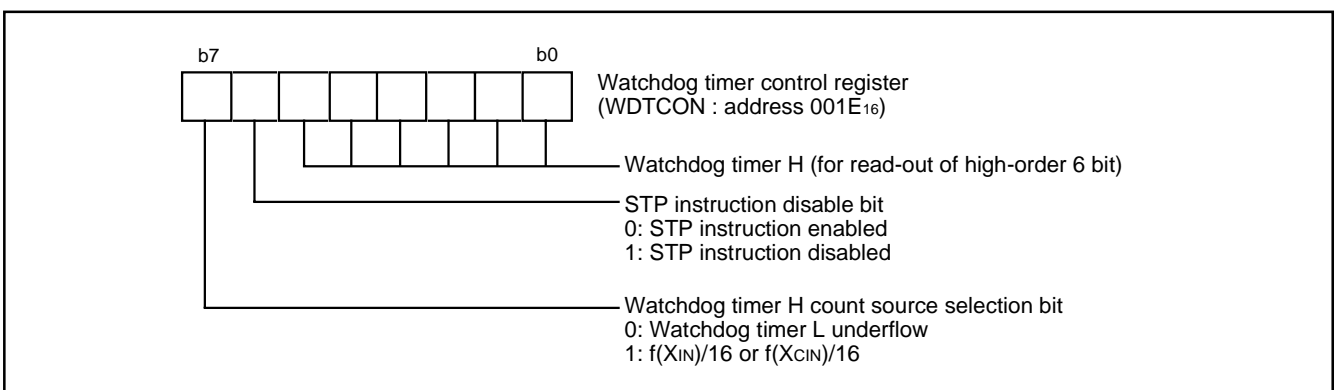 b7 b0
Watchdog timer control register
(WDTCON : address 001E16)
Watchdog timer H (for read-out of high-order 6 bit)
STP instruction disable bit
0: STP instruction enabled
1: STP instruction disabled
Watchdog timer H count source selection bit
0: Watchdog timer L underflow
1: f(XIN)/16 or f(XCIN)/16